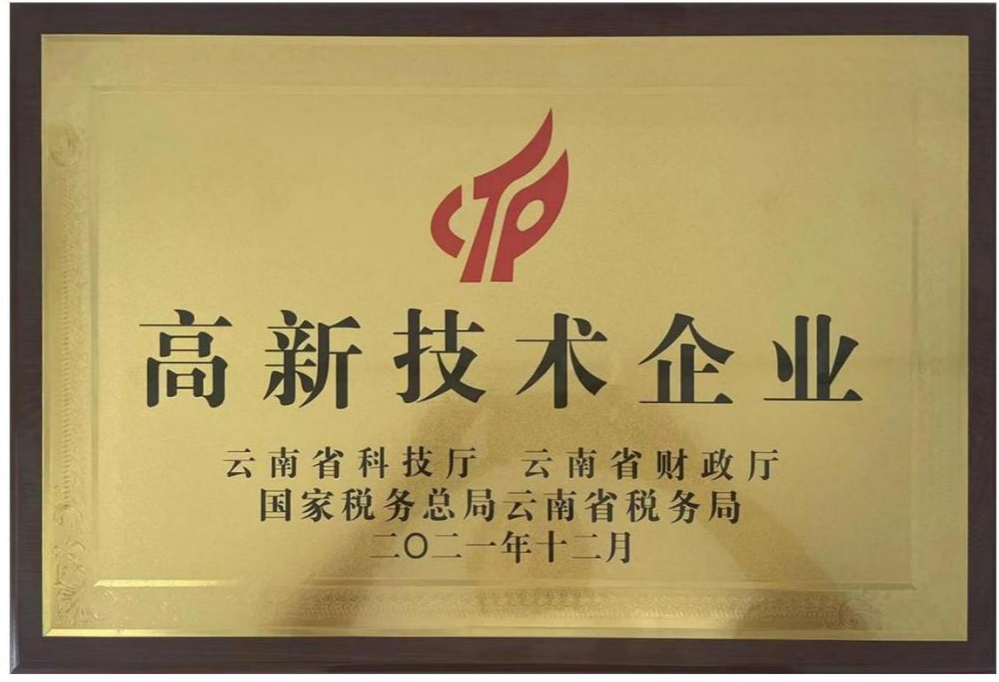 CTP
高新技术企业
云南省科技厅 云南省财政厅
国家税务总局云南省税务局
二〇二一年十二月